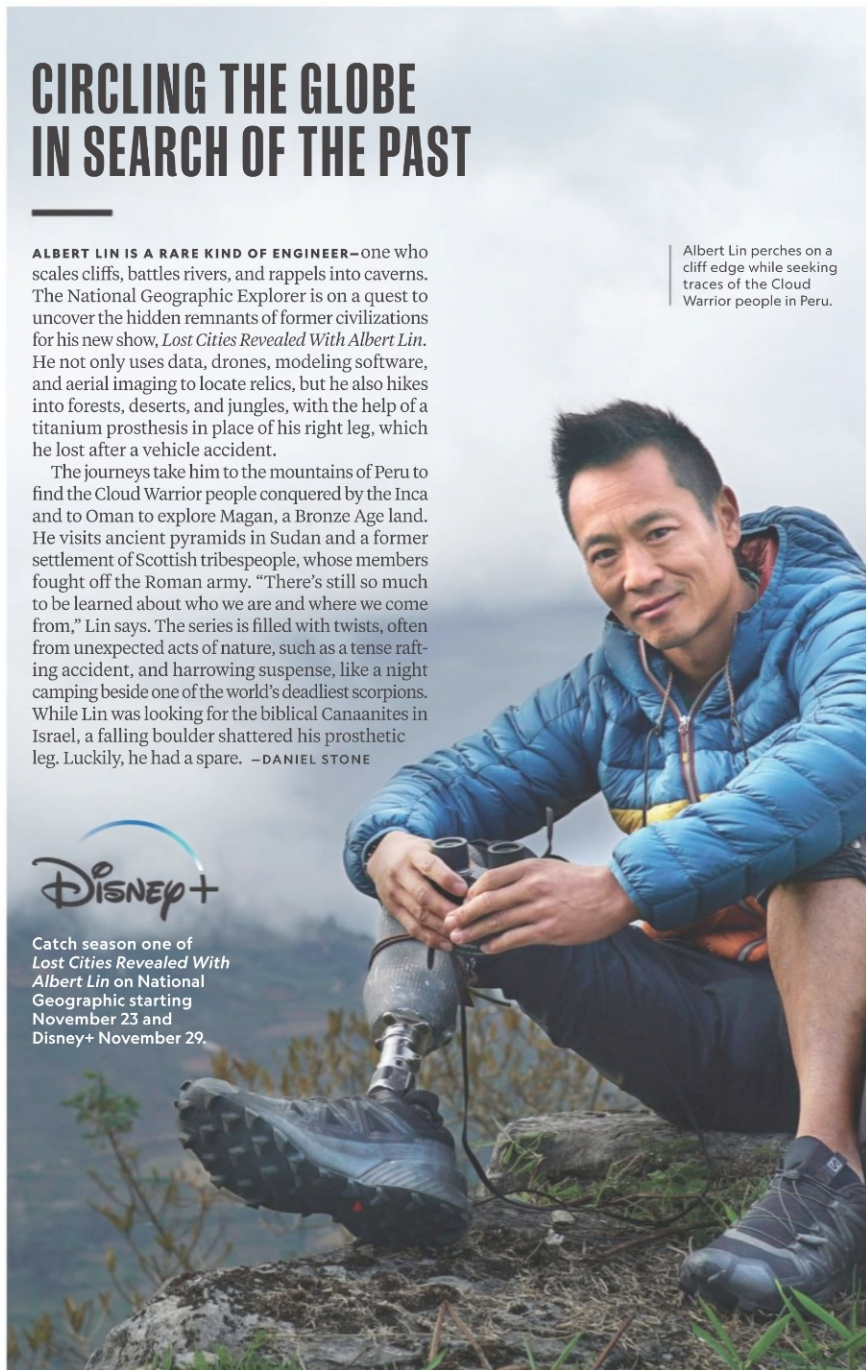 CIRCLING THE GLOBE
IN SEARCH OF THE PAST
ALBERT LIN IS A RARE KIND OF ENGINEER—one who
scales cliffs, battles rivers, and rappels into caverns.
The National Geographic Explorer is on a quest to
uncover the hidden remnants of former civilizations
for his new show, Lost Cities Revealed With Albert Lin.
He not only uses data, drones, modeling software,
and aerial imaging to locate relics, but he also hikes
into forests, deserts, and jungles, with the help of a
titanium prosthesis in place of his right leg, which
he lost after a vehicle accident.
The journeys take him to the mountains of Peru to
find the Cloud Warrior people conquered by the Inca
and to Oman to explore Magan, a Bronze Age land.
He visits ancient pyramids in Sudan and a former
settlement of Scottish tribespeople, whose members
fought off the Roman army. “There’s still so much
to be learned about who we are and where we come
from,” Lin says. The series is filled with twists, often
from unexpected acts of nature, such as a tense raft-
ing accident, and harrowing suspense, like a night
camping beside one of the world’s deadliest scorpions.
While Lin was looking for the biblical Canaanites in
Israel, a falling boulder shattered his prosthetic
leg. Luckily, he had a spare. —DANIEL STONE
Albert Lin perches on a
cliff edge while seeking
traces of the Cloud
Warrior people in Peru.
Disney+
Catch season one of
Lost Cities Revealed With
Albert Lin on National
Geographic starting
November 23 and
Disney+ November 29.